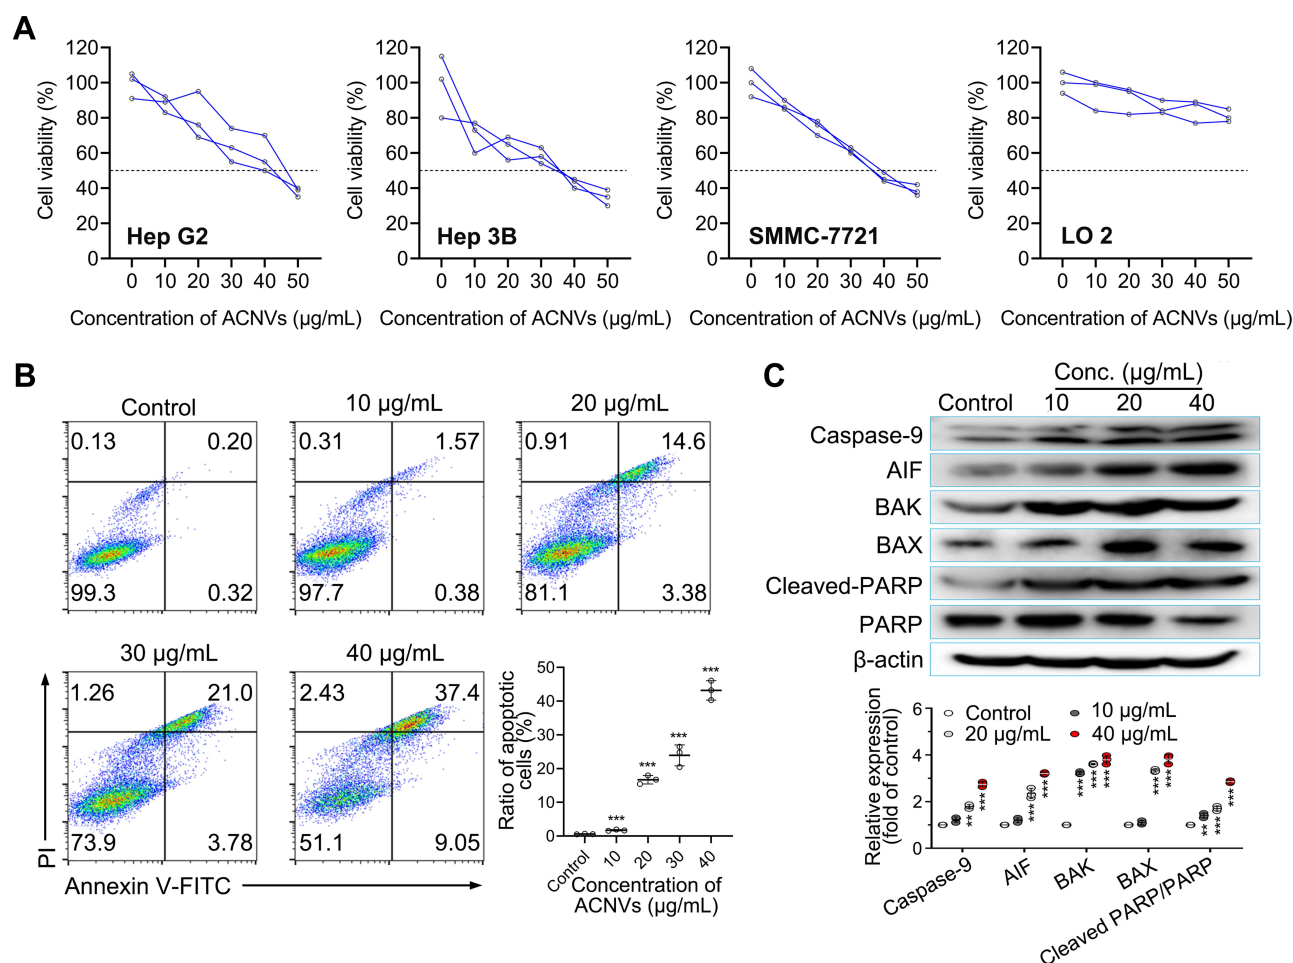 A
120
100
80
60
40
20
0
Cell viability (%)
Hep G2
0 10 20 30 40 50
Concentration of ACNVs (µg/mL)
120
100
80
60
40
20
0
Cell viability (%)
Hep 3B
0 10 20 30 40 50
Concentration of ACNVs (µg/mL)
120
100
80
60
40
20
0
Cell viability (%)
SMMC-7721
0 10 20 30 40 50
Concentration of ACNVs (µg/mL)
120
100
80
60
40
20
0
Cell viability (%)
LO 2
0 10 20 30 40 50
Concentration of ACNVs (µg/mL)
B
Control
0.13 0.20
99.3 0.32
10 µg/mL
0.31 1.57
97.7 0.38
20 µg/mL
0.91 14.6
81.1 3.38
30 µg/mL
1.26 21.0
73.9 3.78
40 µg/mL
2.43 37.4
51.1 9.05
PI
Annexin V-FITC
Ratio of apoptotic
cells (%)
50
40
30
20
10
0
***
***
***
***
Control 10 20 30 40
Concentration of
ACNVs (µg/mL)
C
Conc. (µg/mL)
Control 10 20 40
Caspase-9
AIF
BAK
BAX
Cleaved-PARP
PARP
β-actin
Relative expression
(fold of control)
6
4
2
0
Control 10 µg/mL
20 µg/mL 40 µg/mL
** ***
*** ***
*** *** ***
*** ***
** *** ***
Caspase-9
AIF
BAK
BAX
Cleaved PARP/PARP